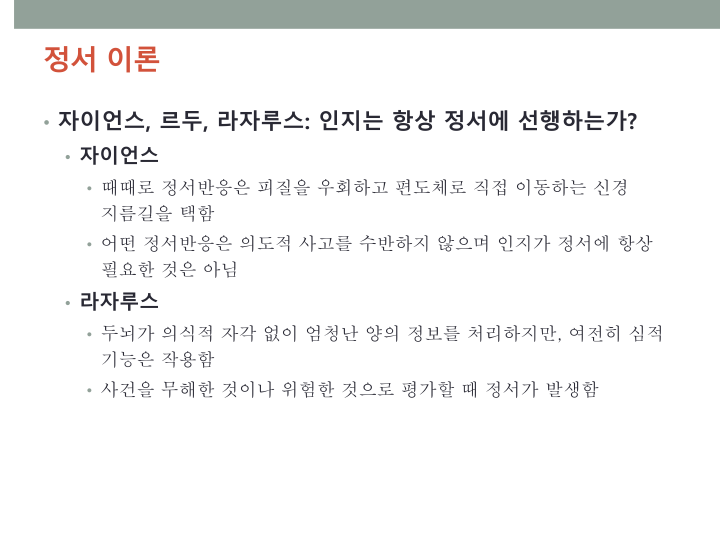 정서 이론
• 자이언스, 르두, 라자루스: 인지는 항상 정서에 선행하는가?
• 자이언스
• 때때로 정서반응은 피질을 우회하고 편도체로 직접 이동하는 신경
지름길을 택함
• 어떤 정서반응은 의도적 사고를 수반하지 않으며 인지가 정서에 항상
필요한 것은 아님
• 라자루스
• 두뇌가 의식적 자각 없이 엄청난 양의 정보를 처리하지만, 여전히 심적
기능은 작용함
• 사건을 무해한 것이나 위험한 것으로 평가할 때 정서가 발생함